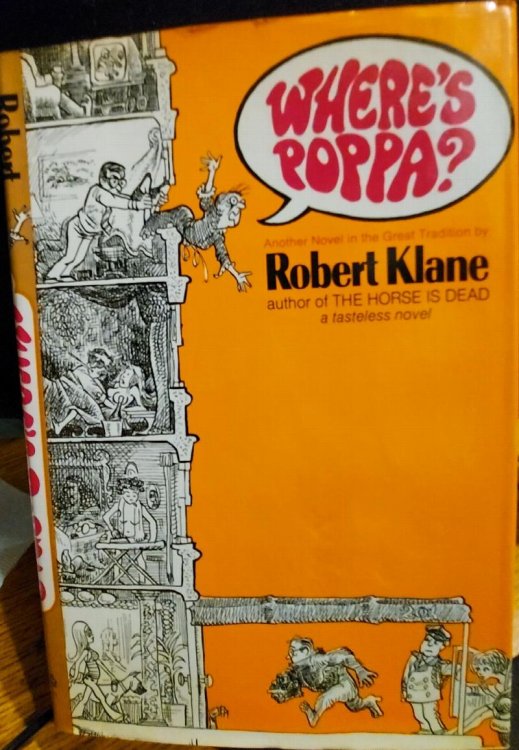 WHERE'S
POPPA?
Another Novel in the Great Tradition by
Robert Klane
author of THE HORSE IS DEAD
a tasteless novel
Robert